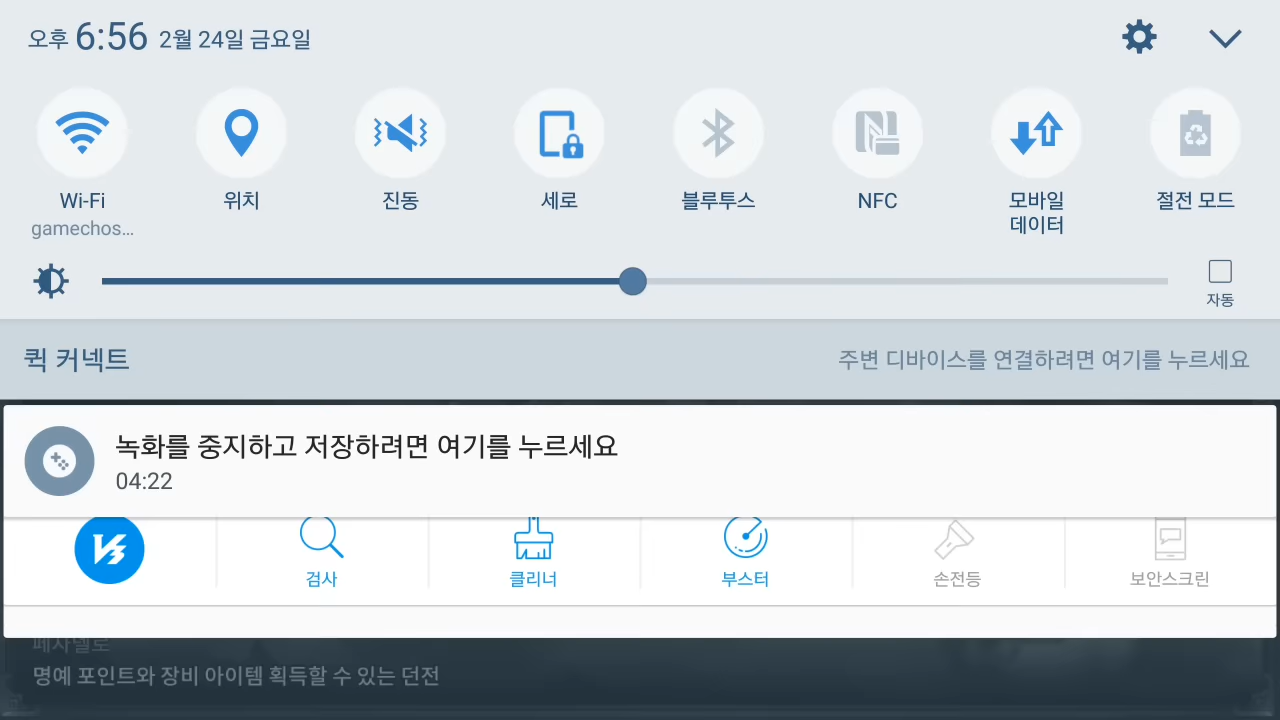 오후 6:56 2월 24일 금요일
Wi-Fi
gamechos...
위치
진동
세로
블루투스
NFC
모바일
데이터
절전 모드
자동
퀵 커넥트
주변 디바이스를 연결하려면 여기를 누르세요
녹화를 중지하고 저장하려면 여기를 누르세요
04:22
V3
검사
클리너
부스터
손전등
보안스크린
명예 포인트와 장비 아이템 획득할 수 있는 던전